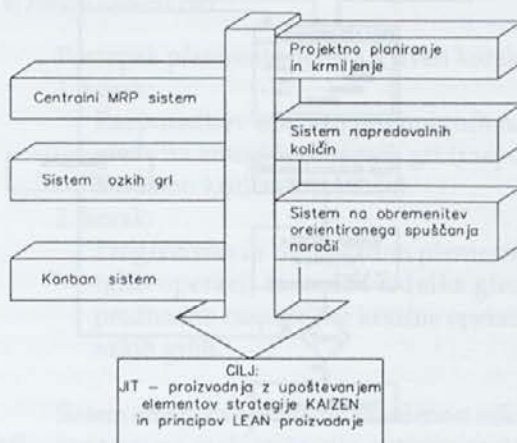 Projektno planiranje
in krmiljenje
Centralni MRP sistem
Sistem napredovalnih
količin
Sistem ozkih grl
Sistem na obremenitev
oreientiranega spuščanja
naročil
Kanban sistem
CILJ:
JIT – proizvodnja z upoštevanjem
elementov strategije KAIZEN
in principov LEAN proizvodnje